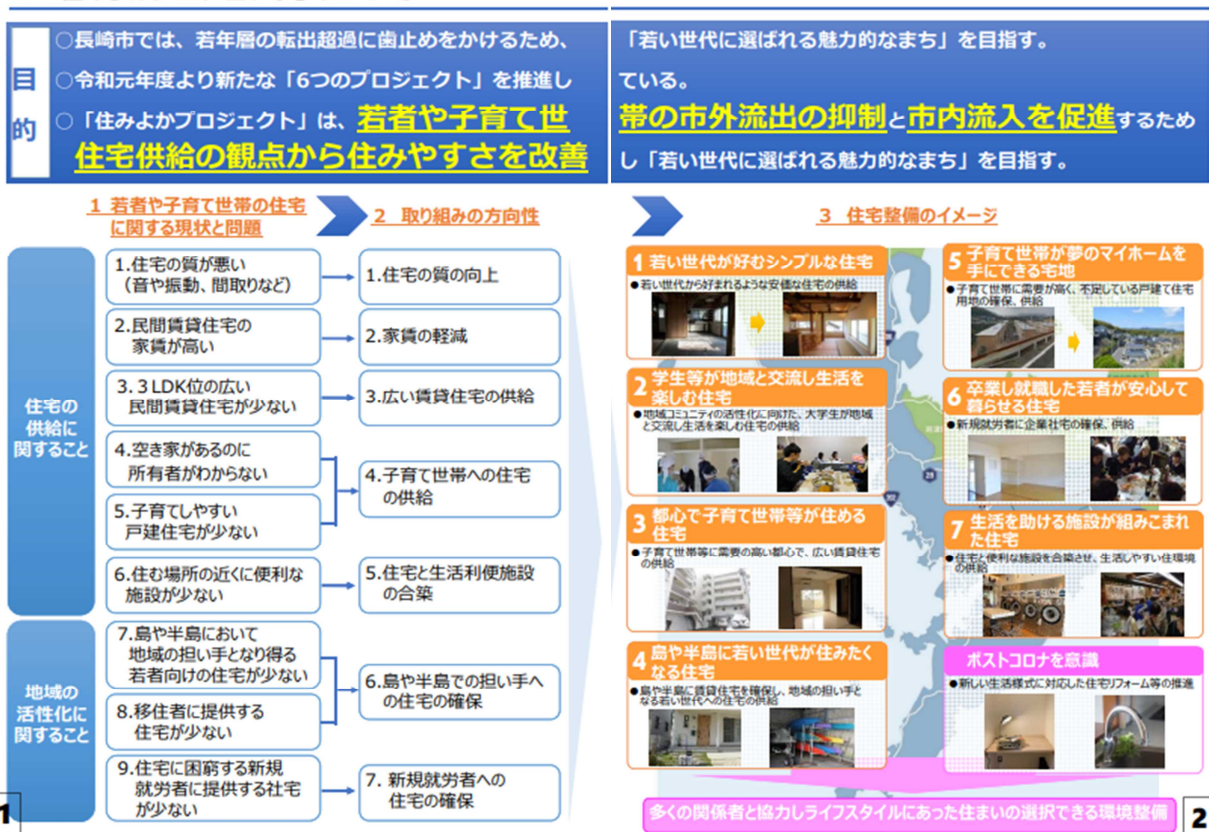 目的
○長崎市では、若年層の転出超過に歯止めをかけるため、
○令和元年度より新たな「6つのプロジェクト」を推進し
○「住みよかプロジェクト」は、若者や子育て世
住宅供給の観点から住みやすさを改善
「若い世代に選ばれる魅力的なまち」を目指す。
ている。
帯の市外流出の抑制と市内流入を促進するため
し「若い世代に選ばれる魅力的なまち」を目指す。
1 若者や子育て世帯の住宅
に関する現状と問題
2 取り組みの方向性
住宅の
供給に
関すること
1.住宅の質が悪い
(音や振動、間取りなど)
1.住宅の質の向上
2.民間賃貸住宅の
家賃が高い
2.家賃の軽減
3.3LDK位の広い
民間賃貸住宅が少ない
3.広い賃貸住宅の供給
4.空き家があるのに
所有者がわからない
5.子育てしやすい
戸建住宅が少ない
4.子育て世帯への住宅
の供給
6.住む場所の近くに便利な
施設が少ない
5.住宅と生活利便施設
の合築
地域の
活性化に
関すること
7.島や半島において
地域の担い手となり得る
若者向けの住宅が少ない
8.移住者に提供する
住宅が少ない
6.島や半島での担い手へ
の住宅の確保
9.住宅に困窮する新規
就労者に提供する社宅
が少ない
7. 新規就労者への
住宅の確保
1
3 住宅整備のイメージ
1 若い世代が好むシンプルな住宅
●若い世代から好まれるような安価な住宅の供給
2 学生等が地域と交流し生活を
楽しむ住宅
●地域コミュニティの活性化に向けた、大学生が地域
と交流し生活を楽しむ住宅の供給
3 都心で子育て世帯等が住める
住宅
●子育て世帯等に需要の高い都心で、広い賃貸住宅
の供給
4 島や半島に若い世代が住みたく
なる住宅
●島や半島に賃貸住宅を確保し、地域の担い手と
なる若い世代への住宅の供給
5 子育て世帯が夢のマイホームを
手にできる宅地
●子育て世帯に需要が高く、不足している戸建て住宅
用地の確保、供給
6 卒業し就職した若者が安心して
暮らせる住宅
●新規就労者に企業社宅の確保、供給
7 生活を助ける施設が組みこまれ
た住宅
●住宅と便利な施設を合築させ、生活しやすい住環境
の供給
ポストコロナを意識
●新しい生活様式に対応した住宅リフォーム等の推進
多くの関係者と協力しライフスタイルにあった住まいの選択できる環境整備
2